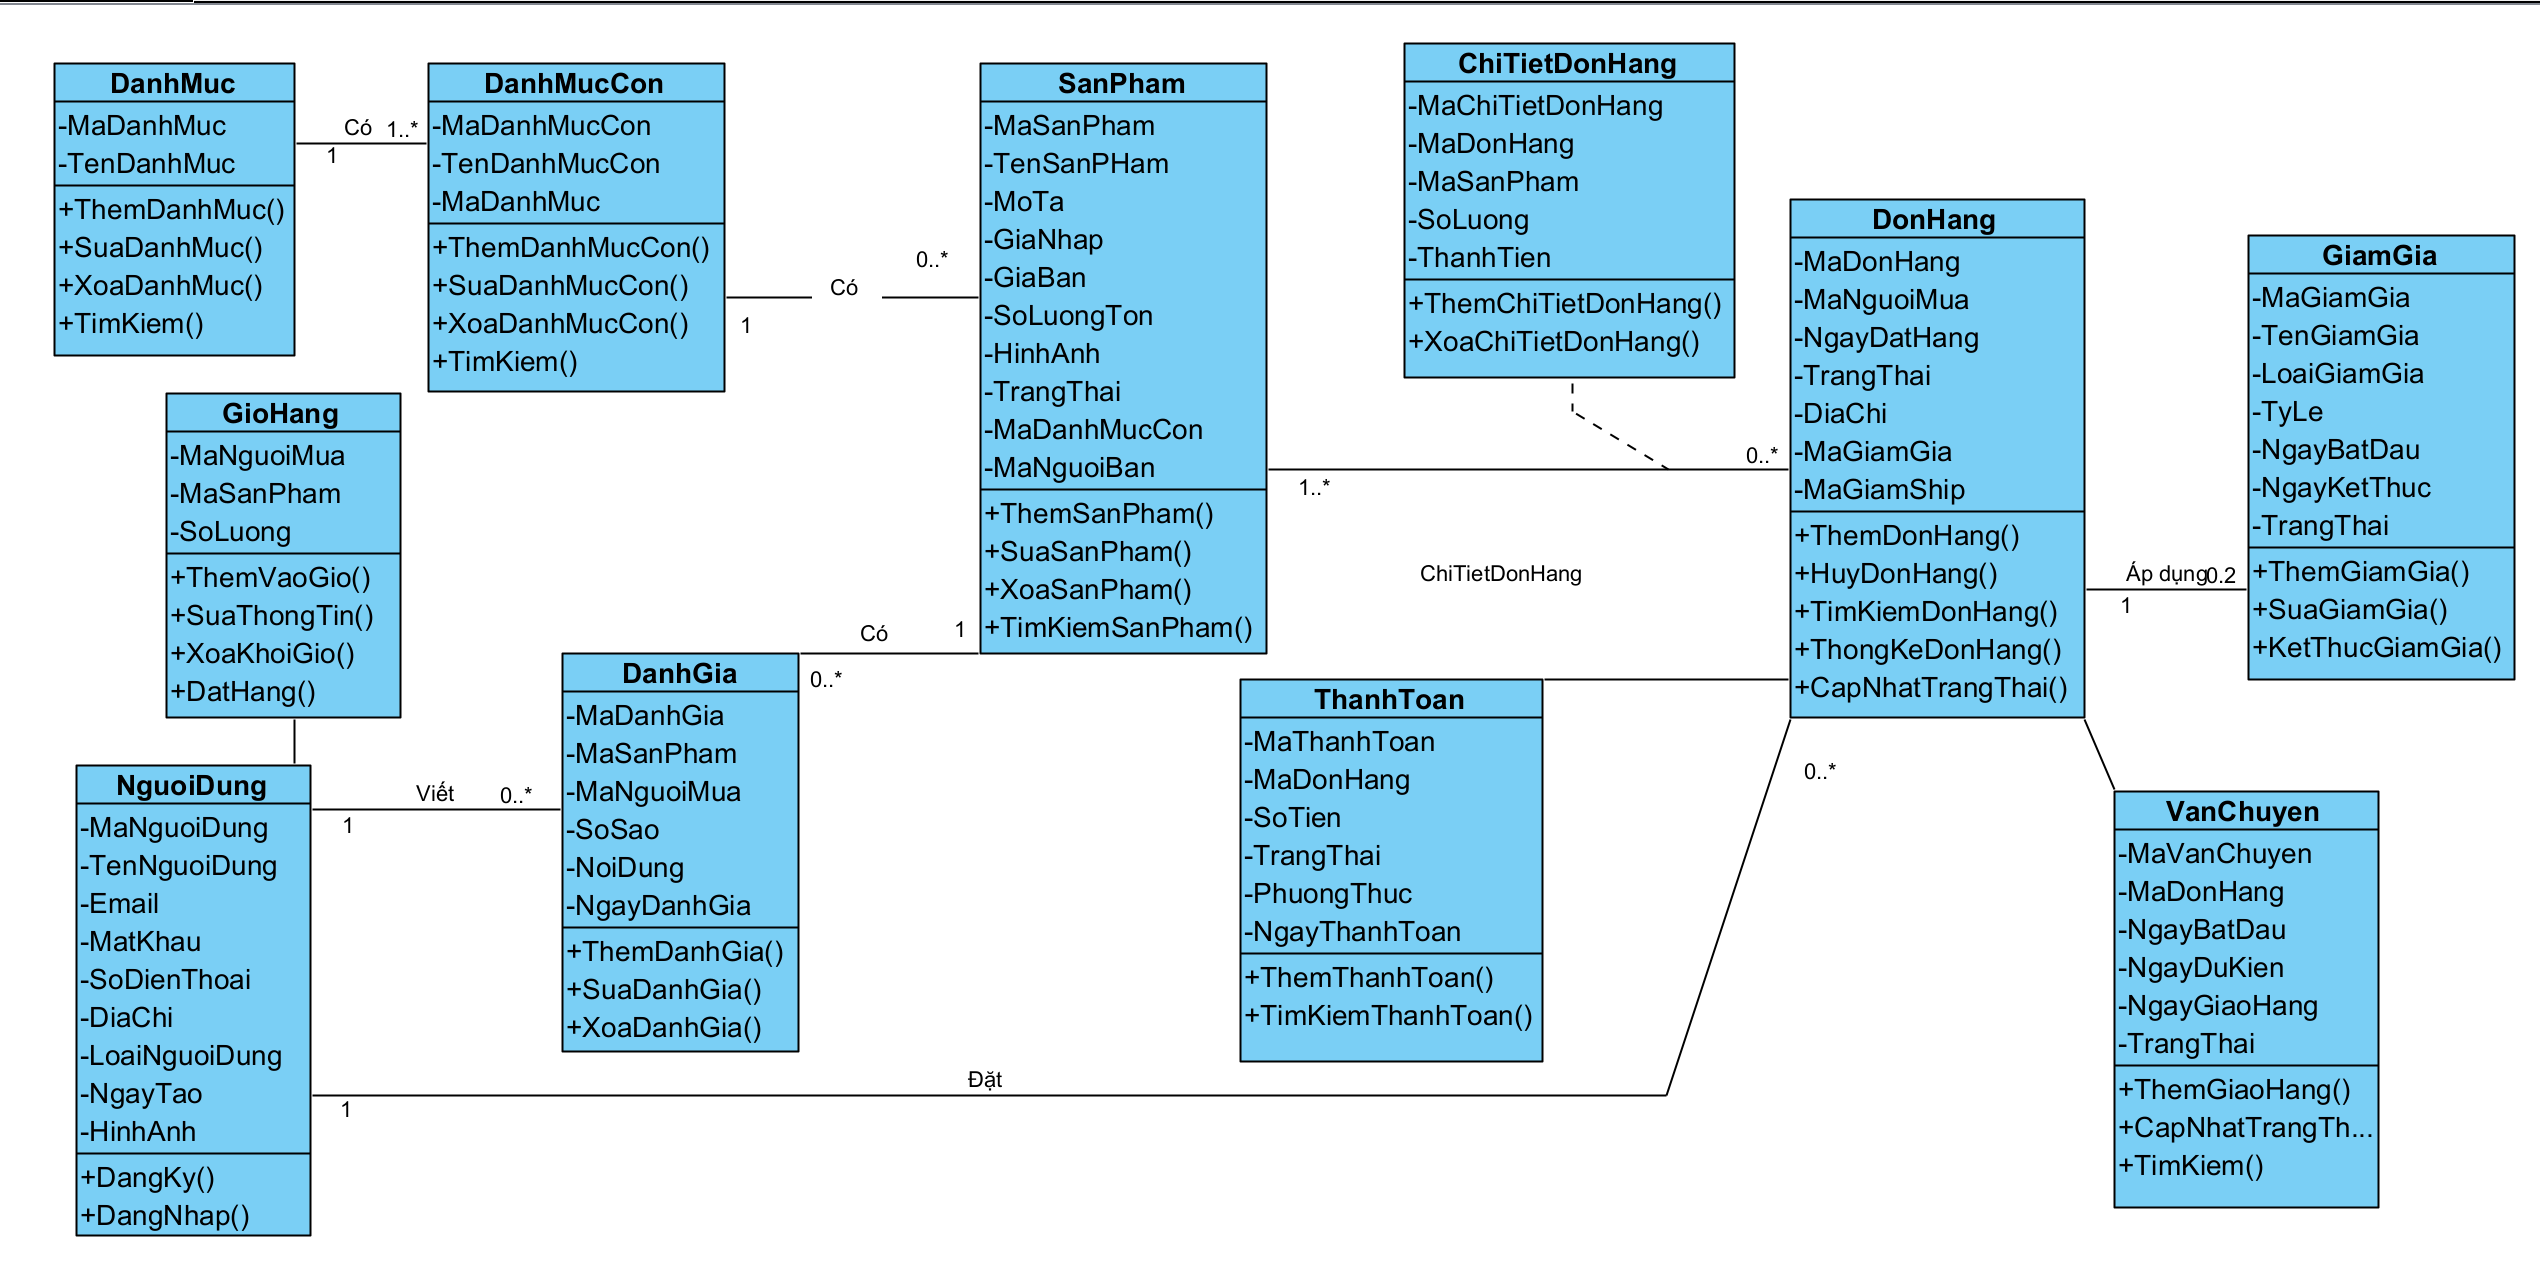 DanhMuc
-MaDanhMuc
-TenDanhMuc
+ThemDanhMuc()
+SuaDanhMuc()
+XoaDanhMuc()
+TimKiem()
Có
1..*
1
DanhMucCon
-MaDanhMucCon
-TenDanhMucCon
-MaDanhMuc
+ThemDanhMucCon()
+SuaDanhMucCon()
+XoaDanhMucCon()
+TimKiem()
0..*
Có
1
SanPham
-MaSanPham
-TenSanPHam
-MoTa
-GiaNhap
-GiaBan
-SoLuongTon
-HinhAnh
-TrangThai
-MaDanhMucCon
-MaNguoiBan
+ThemSanPham()
+SuaSanPham()
+XoaSanPham()
+TimKiemSanPham()
ChiTietDonHang
-MaChiTietDonHang
-MaDonHang
-MaSanPham
-SoLuong
-ThanhTien
+ThemChiTietDonHang()
+XoaChiTietDonHang()
0..*
1..*
ChiTietDonHang
DonHang
-MaDonHang
-MaNguoiMua
-NgayDatHang
-TrangThai
-DiaChi
-MaGiamGia
-MaGiamShip
+ThemDonHang()
+HuyDonHang()
+TimKiemDonHang()
+ThongKeDonHang()
+CapNhatTrangThai()
Áp dụng
0.2
1
GiamGia
-MaGiamGia
-TenGiamGia
-LoaiGiamGia
-TyLe
-NgayBatDau
-NgayKetThuc
-TrangThai
+ThemGiamGia()
+SuaGiamGia()
+KetThucGiamGia()
GioHang
-MaNguoiMua
-MaSanPham
-SoLuong
+ThemVaoGio()
+SuaThongTin()
+XoaKhoiGio()
+DatHang()
NguoiDung
-MaNguoiDung
-TenNguoiDung
-Email
-MatKhau
-SoDienThoai
-DiaChi
-LoaiNguoiDung
-NgayTao
-HinhAnh
+DangKy()
+DangNhap()
Viết
0..*
1
Có
1
0..*
DanhGia
-MaDanhGia
-MaSanPham
-MaNguoiMua
-SoSao
-NoiDung
-NgayDanhGia
+ThemDanhGia()
+SuaDanhGia()
+XoaDanhGia()
ThanhToan
-MaThanhToan
-MaDonHang
-SoTien
-TrangThai
-PhuongThuc
-NgayThanhToan
+ThemThanhToan()
+TimKiemThanhToan()
0..*
Đặt
1
VanChuyen
-MaVanChuyen
-MaDonHang
-NgayBatDau
-NgayDuKien
-NgayGiaoHang
-TrangThai
+ThemGiaoHang()
+CapNhatTrangTh...
+TimKiem()